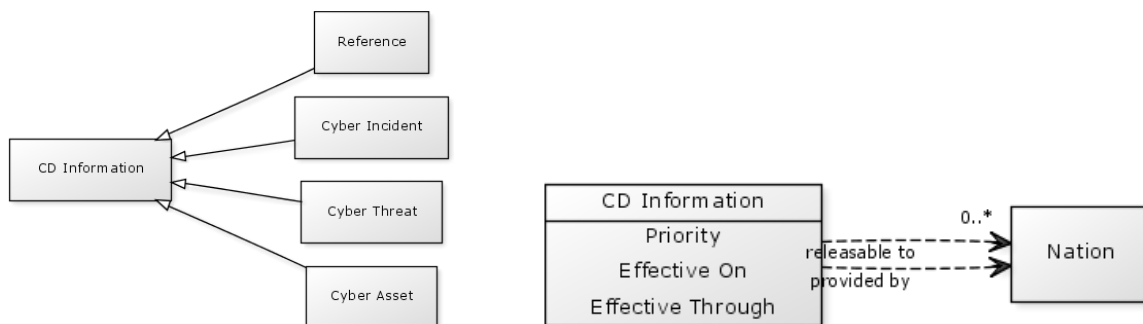 Reference
Cyber Incident
CD Information
Cyber Threat
Cyber Asset
CD Information
Priority
Effective On
Effective Through
0..*
releasable to
provided by
Nation